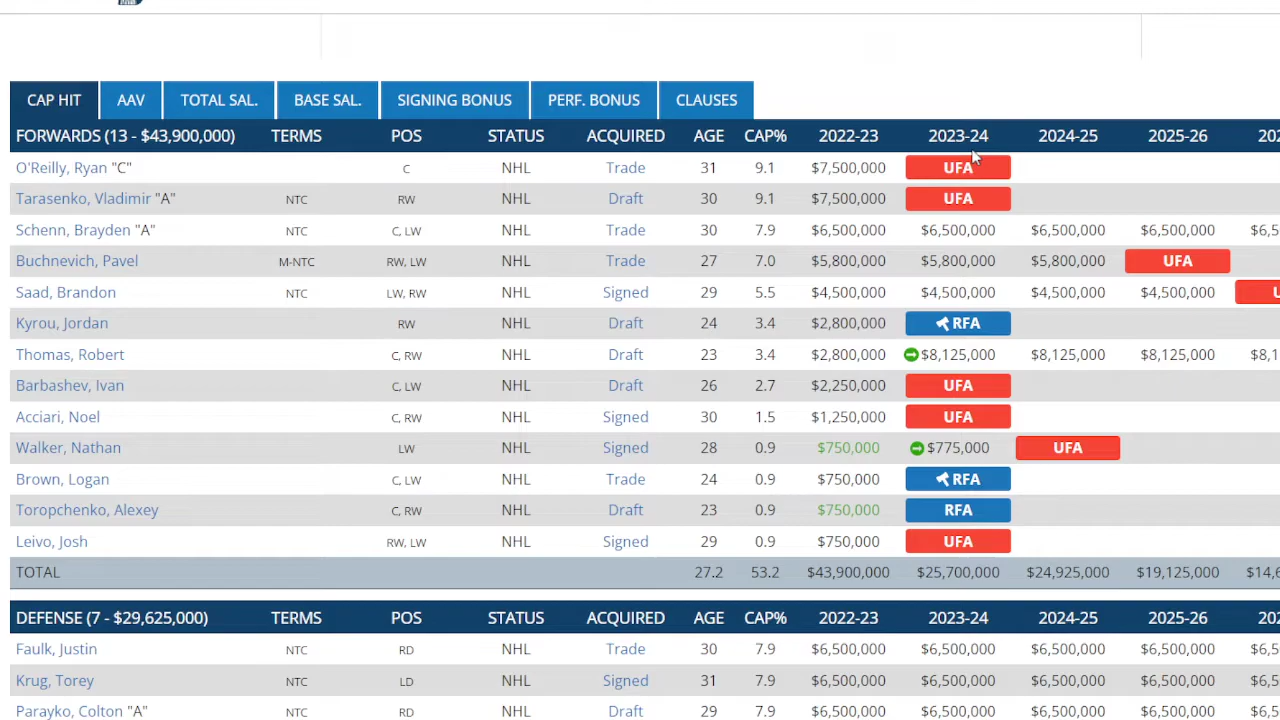 CAP HIT AAV TOTAL SAL. BASE SAL. SIGNING BONUS PERF. BONUS CLAUSES
FORWARDS (13 - $43,900,000) TERMS POS STATUS ACQUIRED AGE CAP% 2022-23 2023-24 2024-25 2025-26
O'Reilly, Ryan "C" C NHL Trade 31 9.1 $7,500,000 UFA
Tarasenko, Vladimir "A" NTC RW NHL Draft 30 9.1 $7,500,000 UFA
Schenn, Brayden "A" NTC C, LW NHL Trade 30 7.9 $6,500,000 $6,500,000 $6,500,000 $6,500,000
Buchnevich, Pavel M-NTC RW, LW NHL Trade 27 7.0 $5,800,000 $5,800,000 $5,800,000 UFA
Saad, Brandon NTC LW, RW NHL Signed 29 5.5 $4,500,000 $4,500,000 $4,500,000 $4,500,000
Kyrou, Jordan RW NHL Draft 24 3.4 $2,800,000 RFA
Thomas, Robert C, RW NHL Draft 23 3.4 $2,800,000 $8,125,000 $8,125,000 $8,125,000
Barbashev, Ivan C, LW NHL Draft 26 2.7 $2,250,000 UFA
Acciari, Noel C, RW NHL Signed 30 1.5 $1,250,000 UFA
Walker, Nathan LW NHL Signed 28 0.9 $750,000 $775,000 UFA
Brown, Logan C, LW NHL Trade 24 0.9 $750,000 RFA
Toropchenko, Alexey C, RW NHL Draft 23 0.9 $750,000 RFA
Leivo, Josh RW, LW NHL Signed 29 0.9 $750,000 UFA
TOTAL 27.2 53.2 $43,900,000 $25,700,000 $24,925,000 $19,125,000
DEFENSE (7 - $29,625,000) TERMS POS STATUS ACQUIRED AGE CAP% 2022-23 2023-24 2024-25 2025-26
Faulk, Justin NTC RD NHL Trade 30 7.9 $6,500,000 $6,500,000 $6,500,000 $6,500,000
Krug, Torey NTC LD NHL Signed 31 7.9 $6,500,000 $6,500,000 $6,500,000 $6,500,000
Parayko, Colton "A" NTC RD NHL Draft 29 7.9 $6,500,000 $6,500,000 $6,500,000 $6,500,000